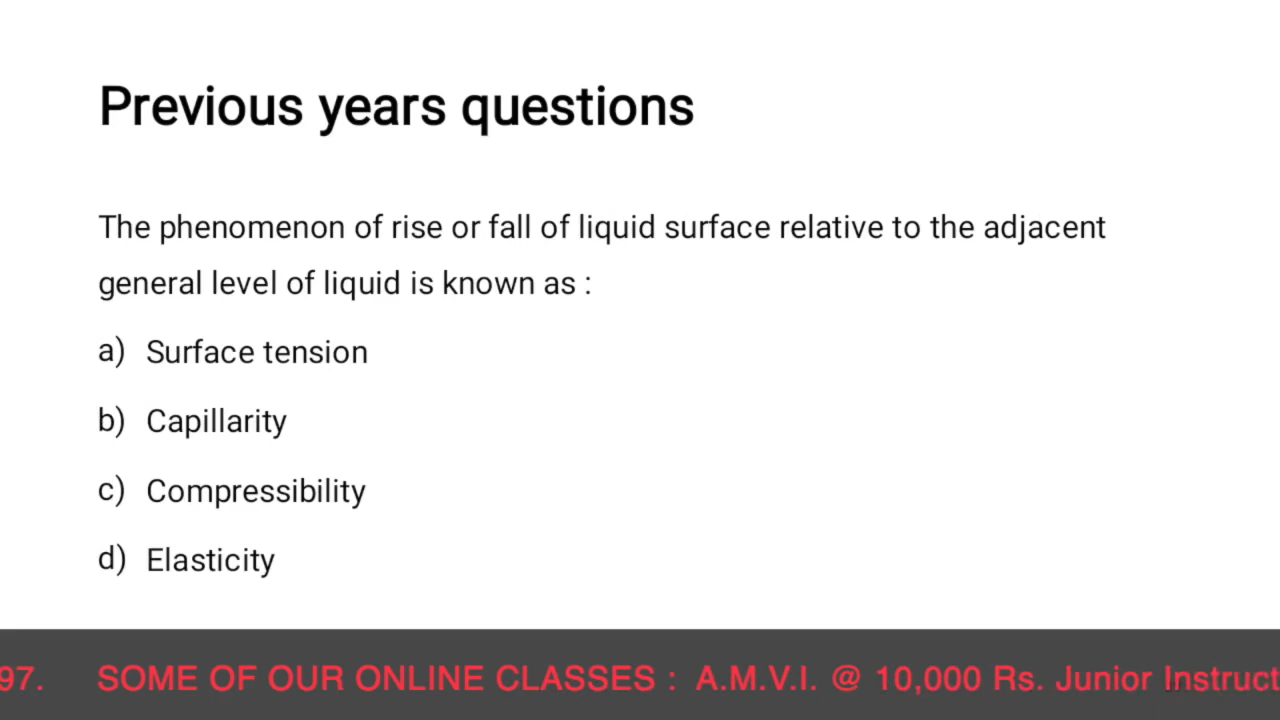 Previous years questions
The phenomenon of rise or fall of liquid surface relative to the adjacent
general level of liquid is known as :
a) Surface tension
b) Capillarity
c) Compressibility
d) Elasticity
97. SOME OF OUR ONLINE CLASSES : A.M.V.I. @ 10,000 Rs. Junior Instruct